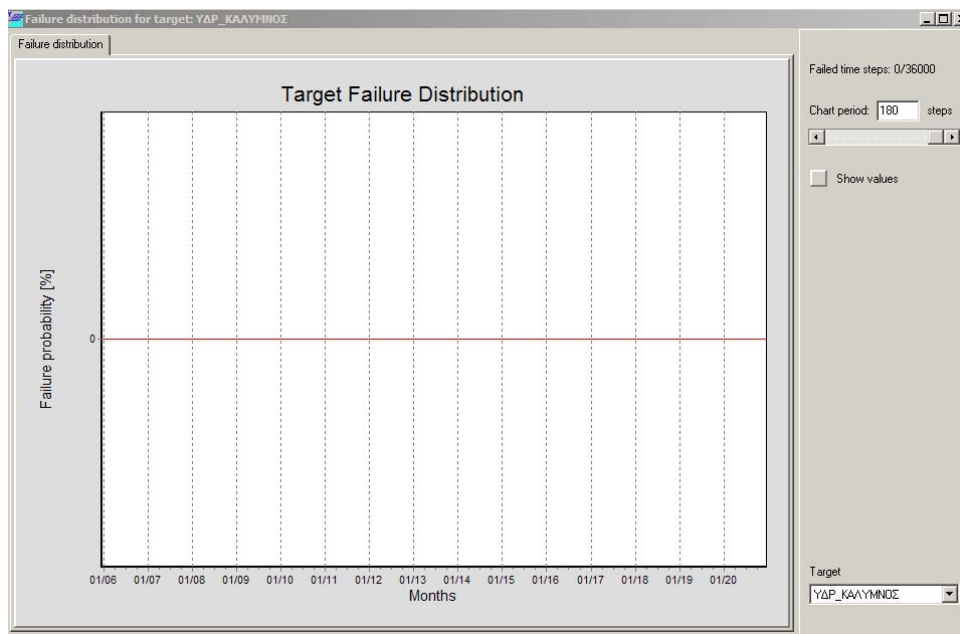 Failure distribution for target: ΥΔΡ_ΚΑΛΥΜΝΟΣ
Failure distribution
Target Failure Distribution
Failure probability [%]
0
01/06 01/07 01/08 01/09 01/10 01/11 01/12 01/13 01/14 01/15 01/16 01/17 01/18 01/19 01/20
Months
Failed time steps: 0/36000
Chart period: 180 steps
Show values
Target
ΥΔΡ_ΚΑΛΥΜΝΟΣ